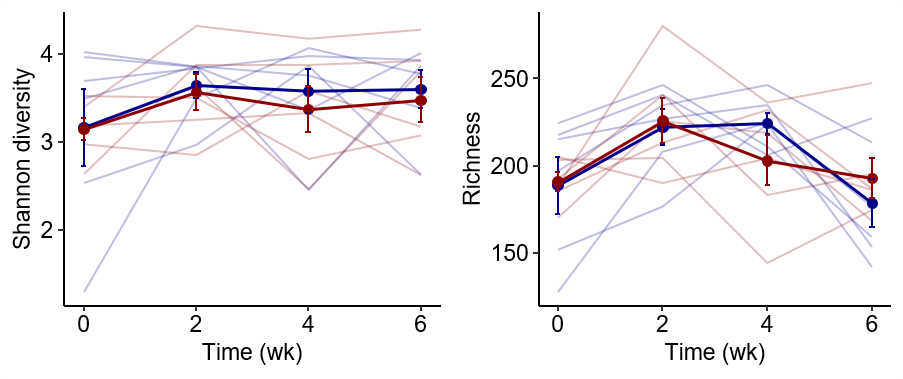 Shannon diversity
4
3
2
0 2 4 6
Time (wk)
Richness
250
200
150
0 2 4 6
Time (wk)